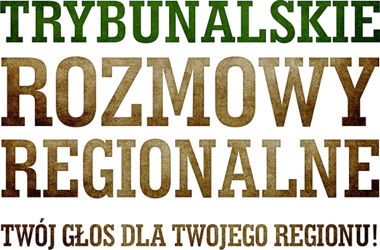 TRYBUNALSKIE
ROZMOWY
REGIONALNE
TWÓJ GŁOS DLA TWOJEGO REGIONU!